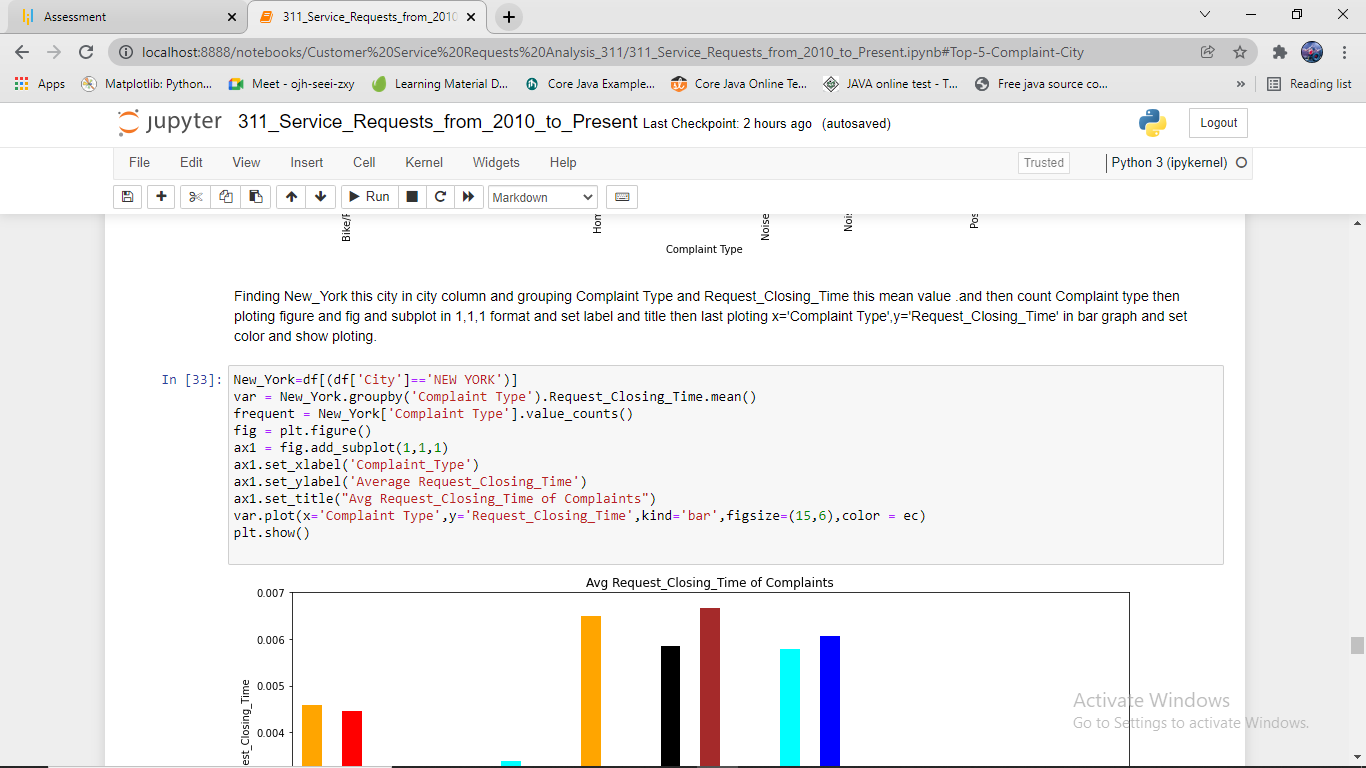 Assessment
311_Service_Requests_from_2010
localhost:8888/notebooks/Customer%20Service%20Requests%20Analysis_311/311_Service_Requests_from_2010_to_Present.ipynb#Top-5-Complaint-City
Apps Matplotlib: Python... Meet - ojh-seei-zxy Learning Material D... Core Java Example... Core Java Online Te... JAVA online test - T... Free java source co... » Reading list
jupyter 311_Service_Requests_from_2010_to_Present Last Checkpoint: 2 hours ago (autosaved) Logout
File Edit View Insert Cell Kernel Widgets Help Trusted Python 3 (ipykernel)
Run Markdown
Bike/
Noise
Complaint Type
Finding New_York this city in city column and grouping Complaint Type and Request_Closing_Time this mean value .and then count Complaint type then
ploting figure and fig and subplot in 1,1,1 format and set label and title then last ploting x='Complaint Type',y='Request_Closing_Time' in bar graph and set
color and show ploting.
In [33]:
New_York=df[(df['City']=='NEW YORK')]
var = New_York.groupby('Complaint Type').Request_Closing_Time.mean()
frequent = New_York['Complaint Type'].value_counts()
fig = plt.figure()
ax1 = fig.add_subplot(1,1,1)
ax1.set_xlabel('Complaint_Type')
ax1.set_ylabel('Average Request_Closing_Time')
ax1.set_title("Avg Request_Closing_Time of Complaints")
var.plot(x='Complaint Type',y='Request_Closing_Time',kind='bar',figsize=(15,6),color = ec)
plt.show()
Avg Request_Closing_Time of Complaints
0.007
0.006
0.005
0.004
est_Closing_Time
Activate Windows
Go to Settings to activate Windows.